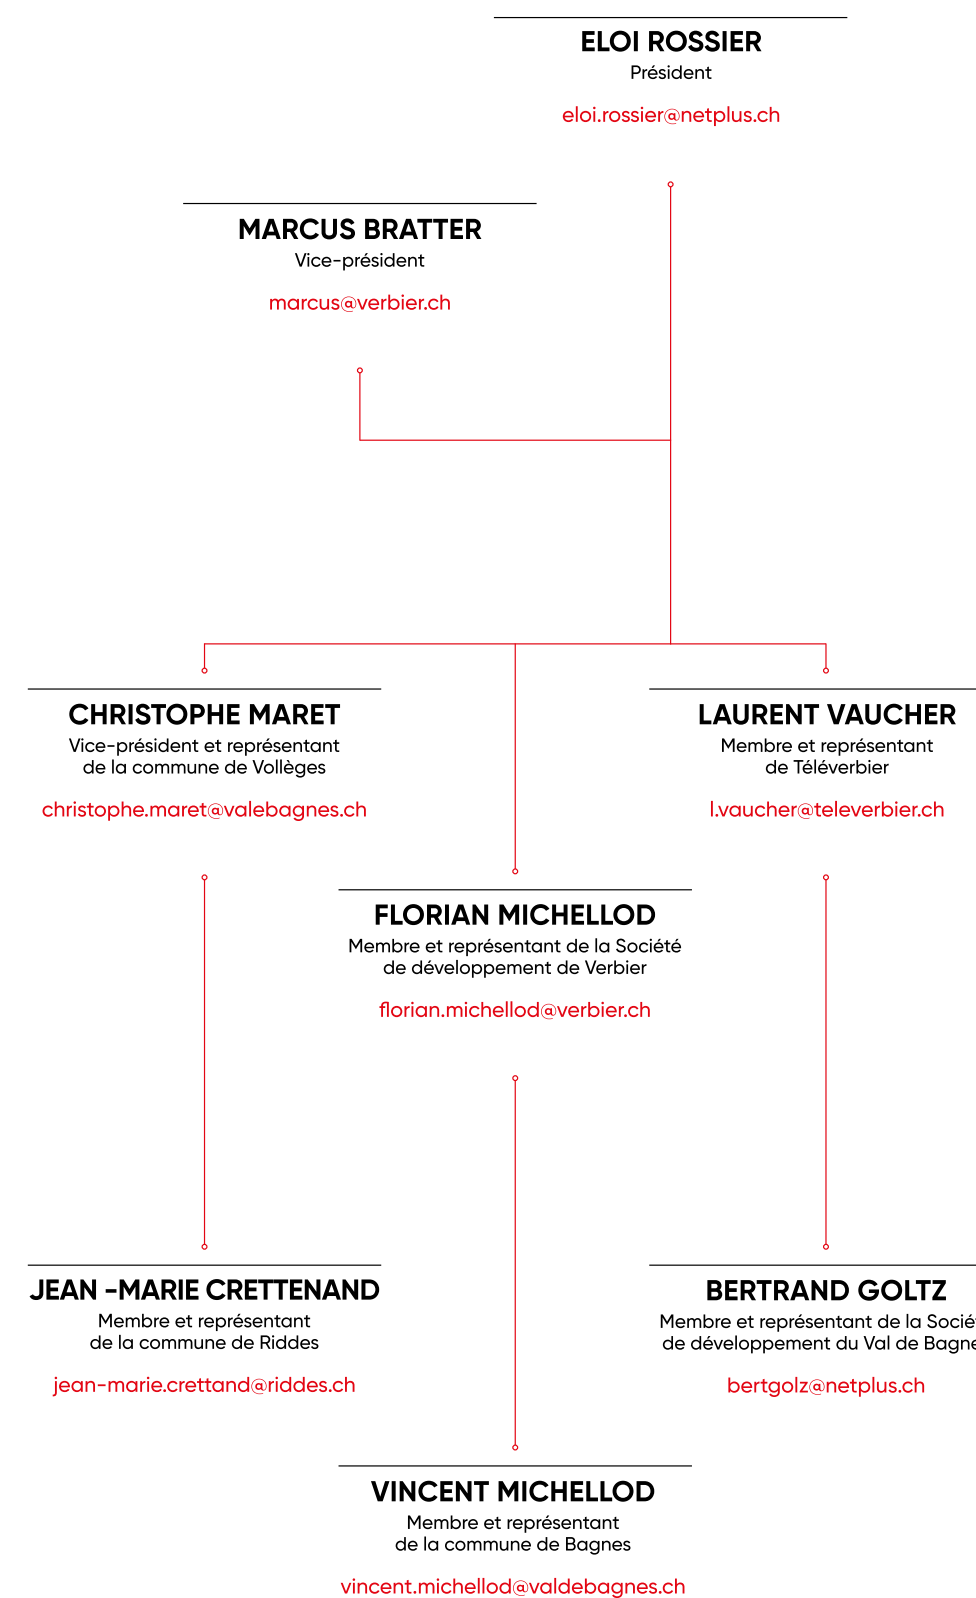 ELOI ROSSIER
Président
eloi.rossier@netplus.ch
MARCUS BRATTER
Vice-président
marcus@verbier.ch
CHRISTOPHE MARET
Vice-président et représentant
de la commune de Vollèges
christophe.maret@valebagnes.ch
LAURENT VAUCHER
Membre et représentant
de Téléverbier
l.vaucher@televerbier.ch
FLORIAN MICHELLOD
Membre et représentant de la Société
de développement de Verbier
florian.michellod@verbier.ch
JEAN -MARIE CRETTENAND
Membre et représentant
de la commune de Riddes
jean-marie.crettand@riddes.ch
BERTRAND GOLTZ
Membre et représentant de la
de développement du Val de
bertgolz@netplus.ch
VINCENT MICHELLOD
Membre et représentant
de la commune de Bagnes
vincent.michellod@valdebagnes.ch